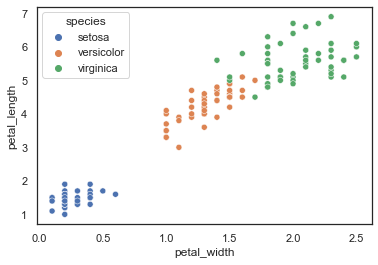 species
setosa
versicolor
virginica
petal_length
7
6
5
4
3
2
1
0.0 0.5 1.0 1.5 2.0 2.5
petal_width